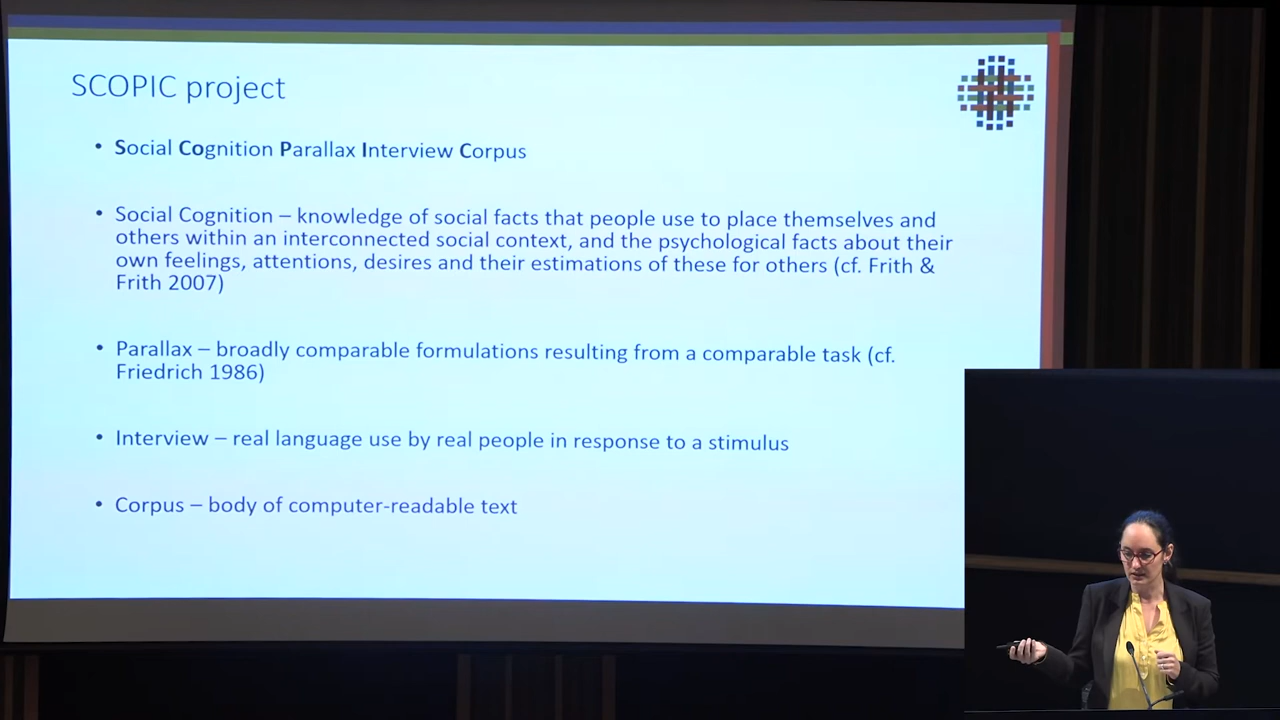 SCOPIC project
• Social Cognition Parallax Interview Corpus
• Social Cognition – knowledge of social facts that people use to place themselves and
others within an interconnected social context, and the psychological facts about their
own feelings, attentions, desires and their estimations of these for others (cf. Frith &
Frith 2007)
• Parallax – broadly comparable formulations resulting from a comparable task (cf.
Friedrich 1986)
• Interview – real language use by real people in response to a stimulus
• Corpus – body of computer-readable text